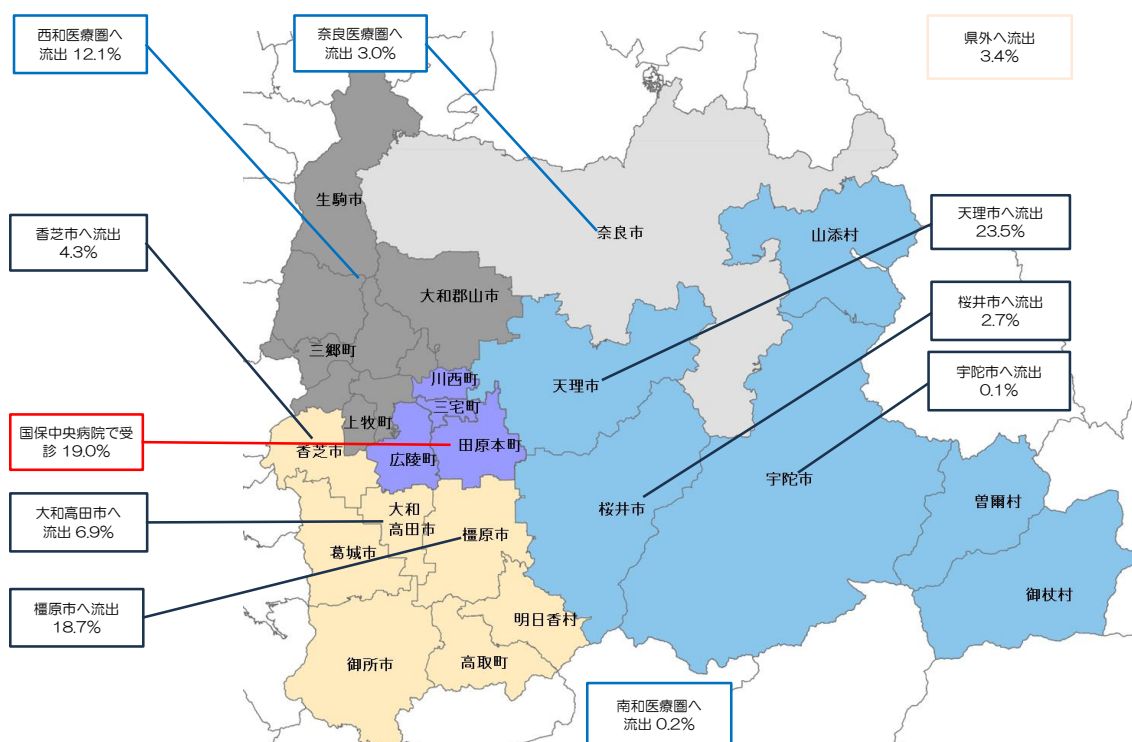 西和医療圏へ
流出 12.1%
奈良医療圏へ
流出 3.0%
県外へ流出
3.4%
生駒市
香芝市へ流出
4.3%
奈良市
山添村
天理市へ流出
23.5%
大和郡山市
桜井市へ流出
2.7%
三郷町
川西町
天理市
宇陀市へ流出
0.1%
三宅町
上牧町
国保中央病院で受
診 19.0%
香芝市
広陵町
田原本町
宇陀市
大和高田市へ
流出 6.9%
大和
高田市
桜井市
曽爾村
橿原市
葛城市
橿原市へ流出
18.7%
明日香村
御杖村
御所市
高取町
南和医療圏へ
流出 0.2%